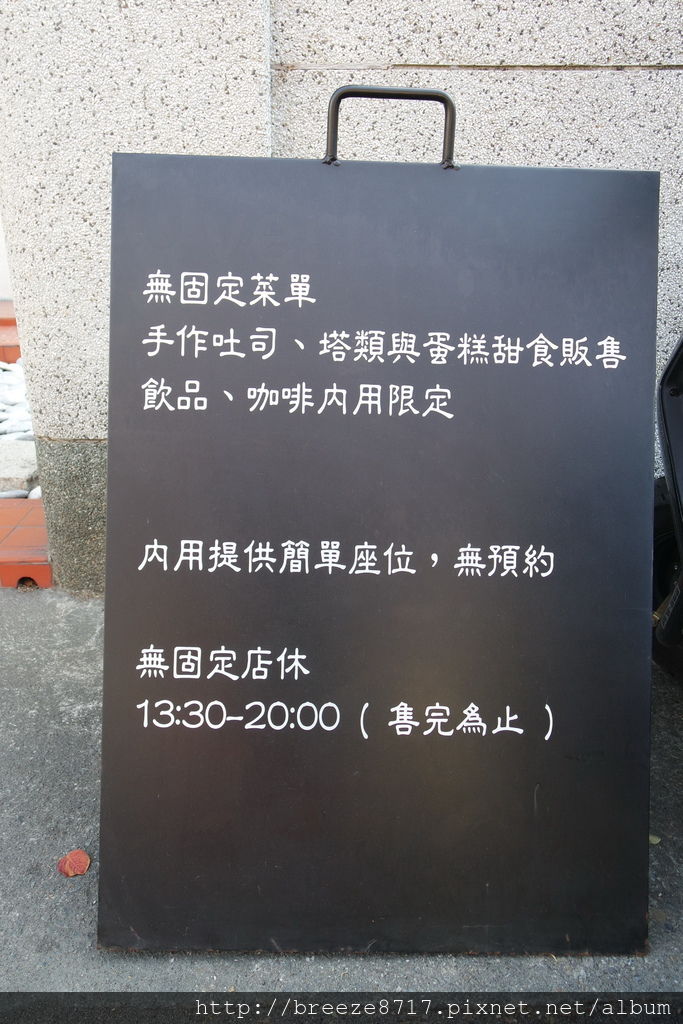 無固定菜單
手作吐司、塔類與蛋糕甜食販售
飲品、咖啡內用限定
內用提供簡單座位，無預約
無固定店休
13:30-20:00 ( 售完為止 )
http://breeze8717.pixnet.net/album